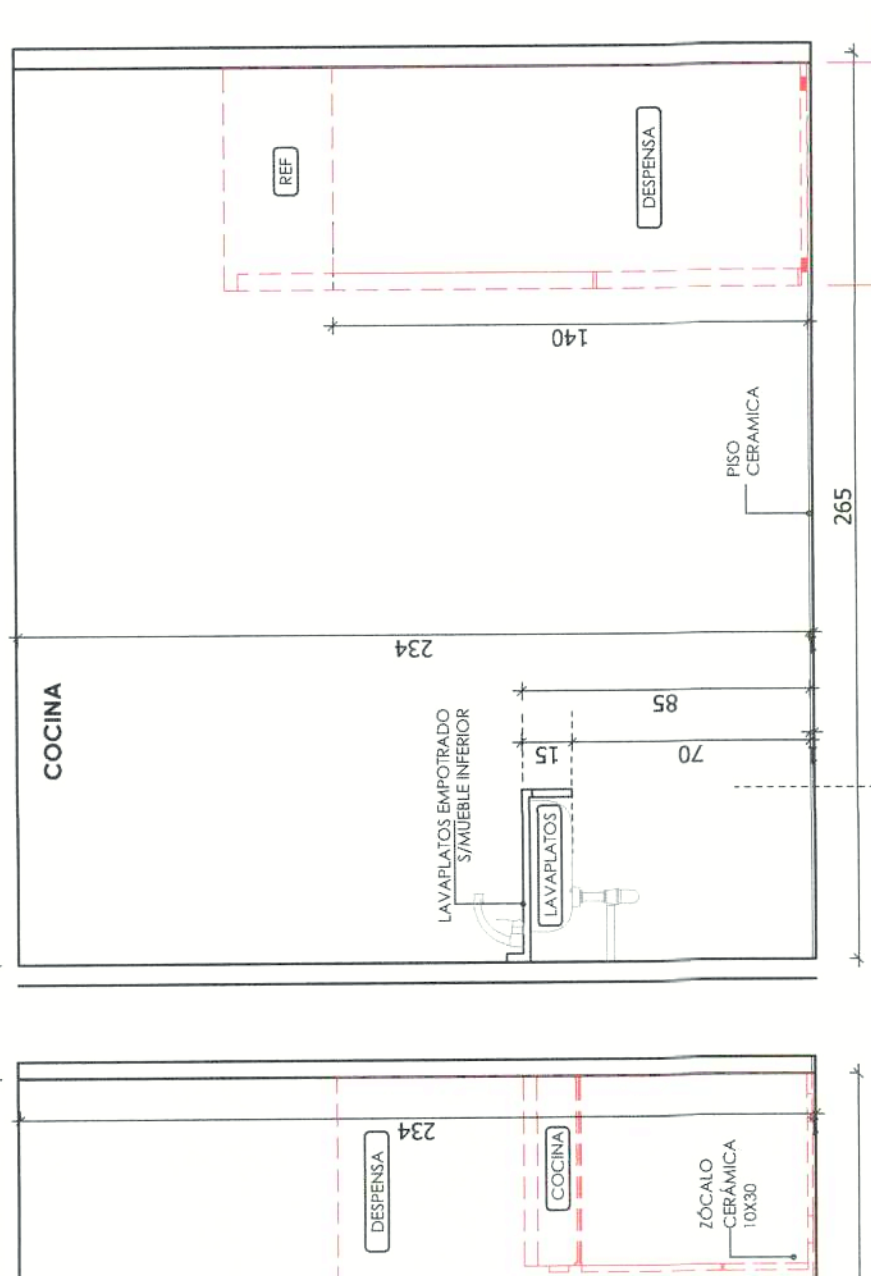 COCINA
REF
DESPENSA
140
PISO
CERAMICA
265
234
LAVAPLATOS EMPOTRADO
S/MUEBLE INFERIOR
85
15
70
LAVAPLATOS
234
DESPENSA
COCINA
ZÓCALO
CERÁMICA
10X30